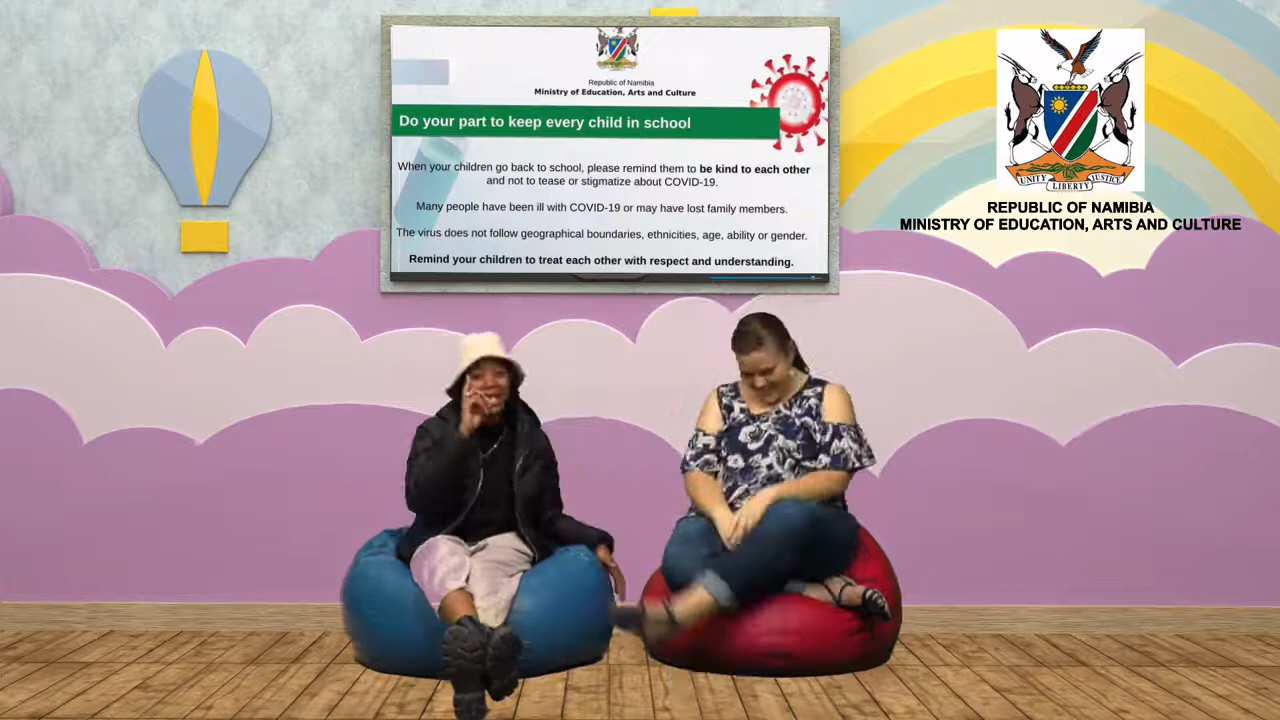 Republic of Namibia
Ministry of Education, Arts and Culture
Do your part to keep every child in school
When your children go back to school, please remind them to be kind to each other
and not to tease or stigmatize about COVID-19.
Many people have been ill with COVID-19 or may have lost family members.
The virus does not follow geographical boundaries, ethnicities, age, ability or gender.
Remind your children to treat each other with respect and understanding.
UNITY LIBERTY JUSTICE
REPUBLIC OF NAMIBIA
MINISTRY OF EDUCATION, ARTS AND CULTURE